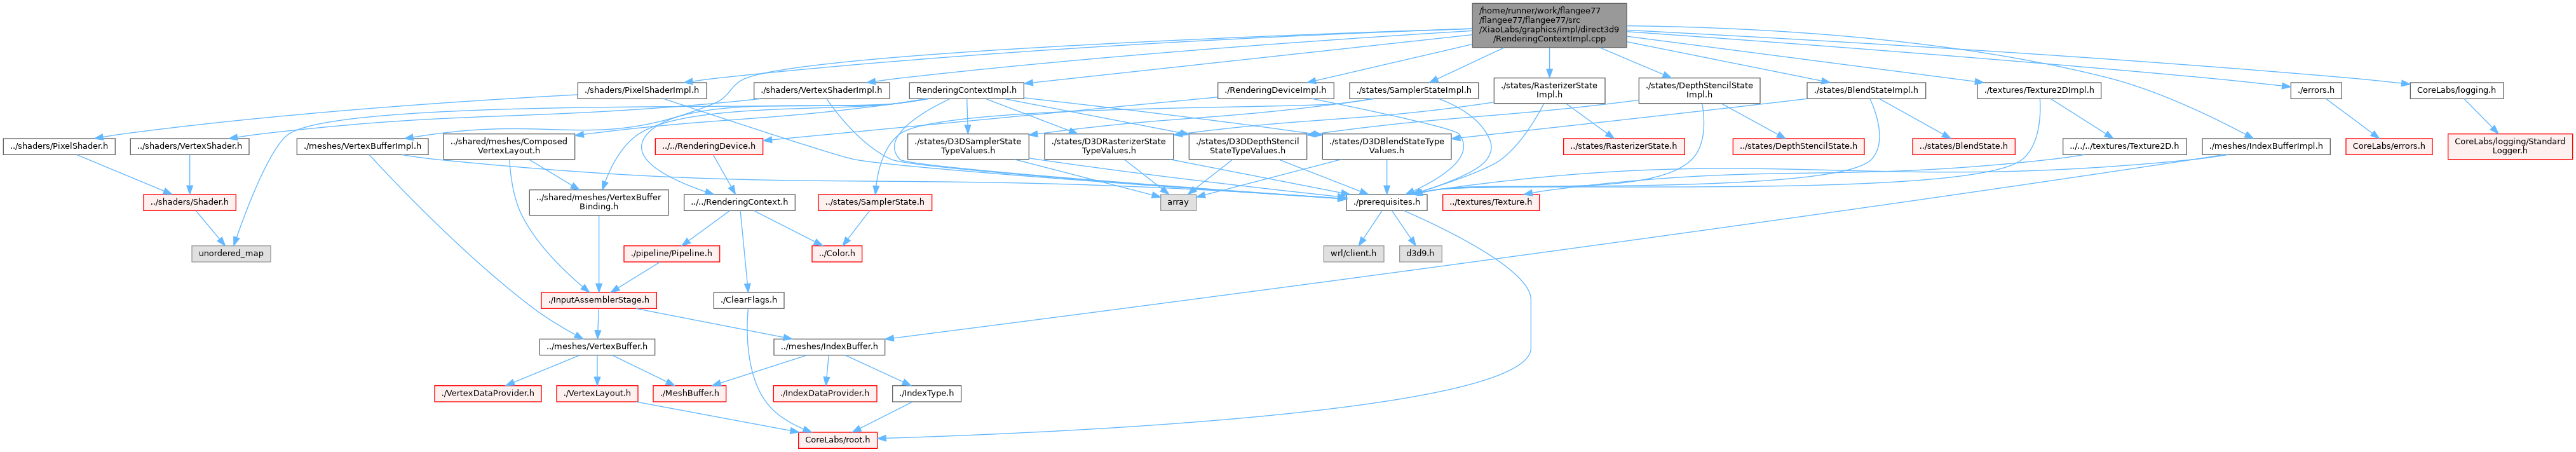 /home/runner/work/flangee77
/flangee77/flangee77/src
/XiaoLabs/graphics/impl/direct3d9
/RenderingContextImpl.cpp
./shaders/PixelShaderImpl.h
./shaders/VertexShaderImpl.h
RenderingContextImpl.h
./RenderingDeviceImpl.h
./states/SamplerStateImpl.h
./states/RasterizerState
Impl.h
./states/DepthStencilState
Impl.h
./states/BlendStateImpl.h
./textures/Texture2DImpl.h
./errors.h
CoreLabs/logging.h
../shaders/PixelShader.h
../shaders/VertexShader.h
./meshes/VertexBufferImpl.h
../shared/meshes/Composed
VertexLayout.h
../../RenderingDevice.h
./states/D3DSamplerState
TypeValues.h
./states/D3DRasterizerState
TypeValues.h
./states/D3DDepthStencil
StateTypeValues.h
./states/D3DBlendStateType
Values.h
../states/RasterizerState.h
../states/DepthStencilState.h
../states/BlendState.h
../../../textures/Texture2D.h
./meshes/IndexBufferImpl.h
CoreLabs/errors.h
CoreLabs/logging/Standard
Logger.h
../shaders/Shader.h
../shared/meshes/VertexBuffer
Binding.h
../../RenderingContext.h
../states/SamplerState.h
array
./prerequisites.h
../textures/Texture.h
unordered_map
./pipeline/Pipeline.h
../Color.h
wrl/client.h
d3d9.h
./InputAssemblerStage.h
./ClearFlags.h
../meshes/VertexBuffer.h
../meshes/IndexBuffer.h
./VertexDataProvider.h
./VertexLayout.h
./MeshBuffer.h
./IndexDataProvider.h
./IndexType.h
CoreLabs/root.h